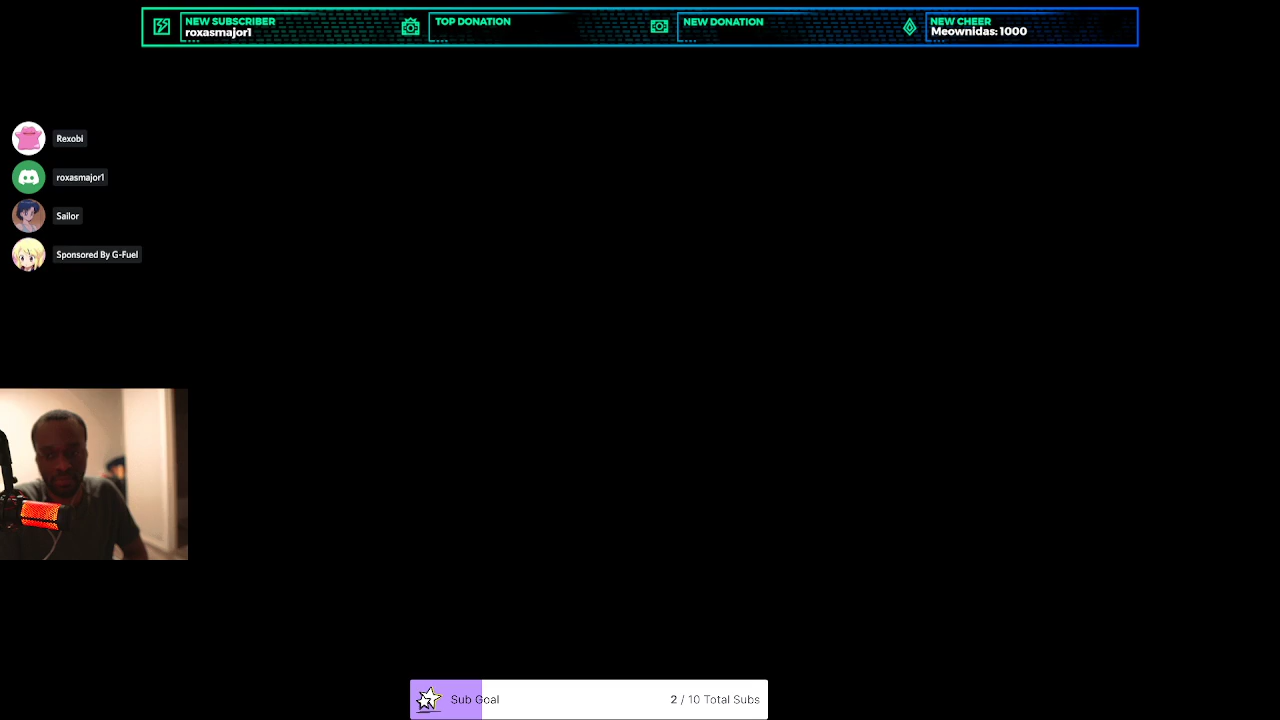 NEW SUBSCRIBER
roxasmajor1
TOP DONATION
NEW DONATION
NEW CHEER
Meownidas: 1000
Rexobi
roxasmajor1
Sailor
Sponsored By G-Fuel
Sub Goal
2 / 10 Total Subs